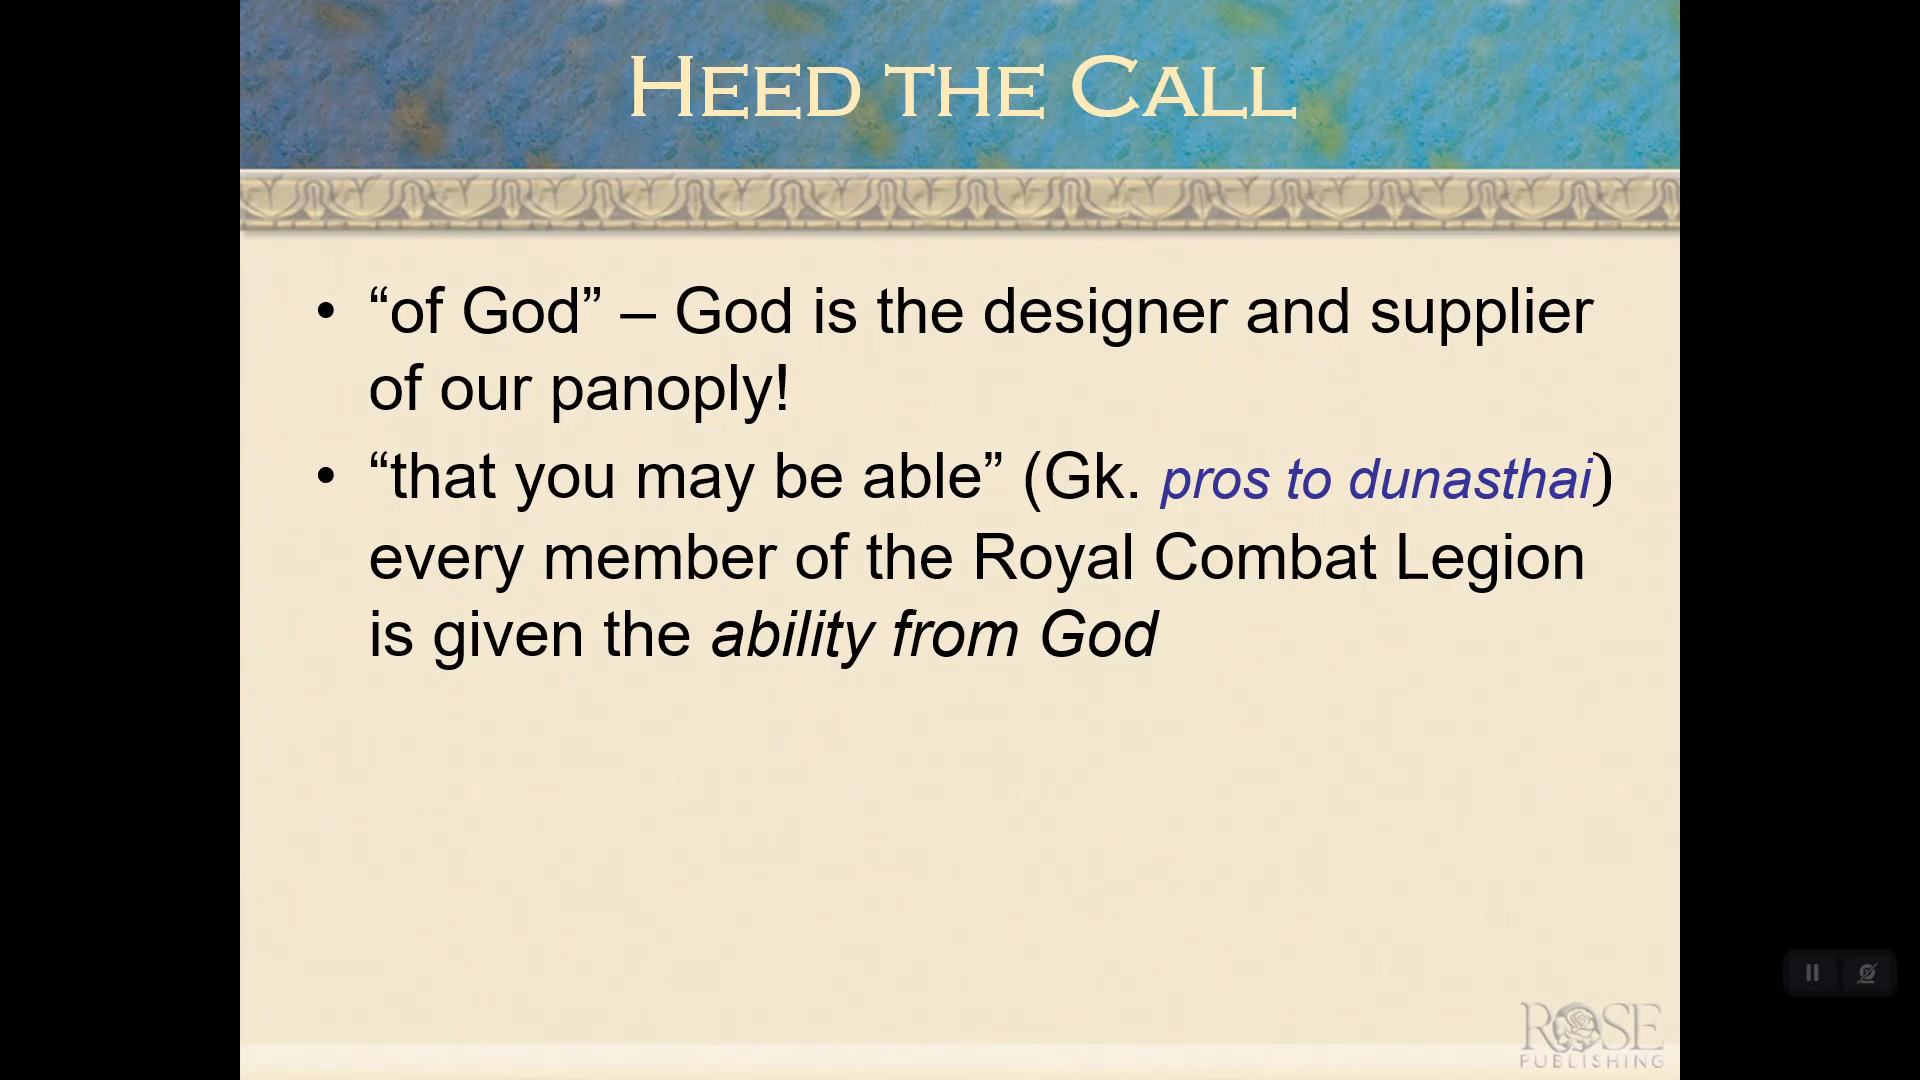 HEED THE CALL
• “of God” – God is the designer and supplier
of our panoply!
• “that you may be able” (Gk. pros to dunasthai)
every member of the Royal Combat Legion
is given the ability from God
ROSE
PUBLISHING